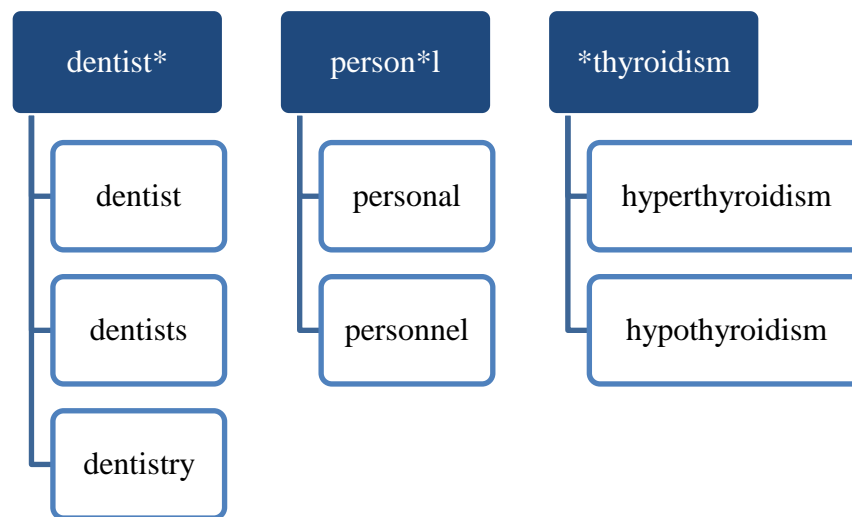 dentist*
dentist
dentists
dentistry
person*l
personal
personnel
*thyroidism
hyperthyroidism
hypothyroidism